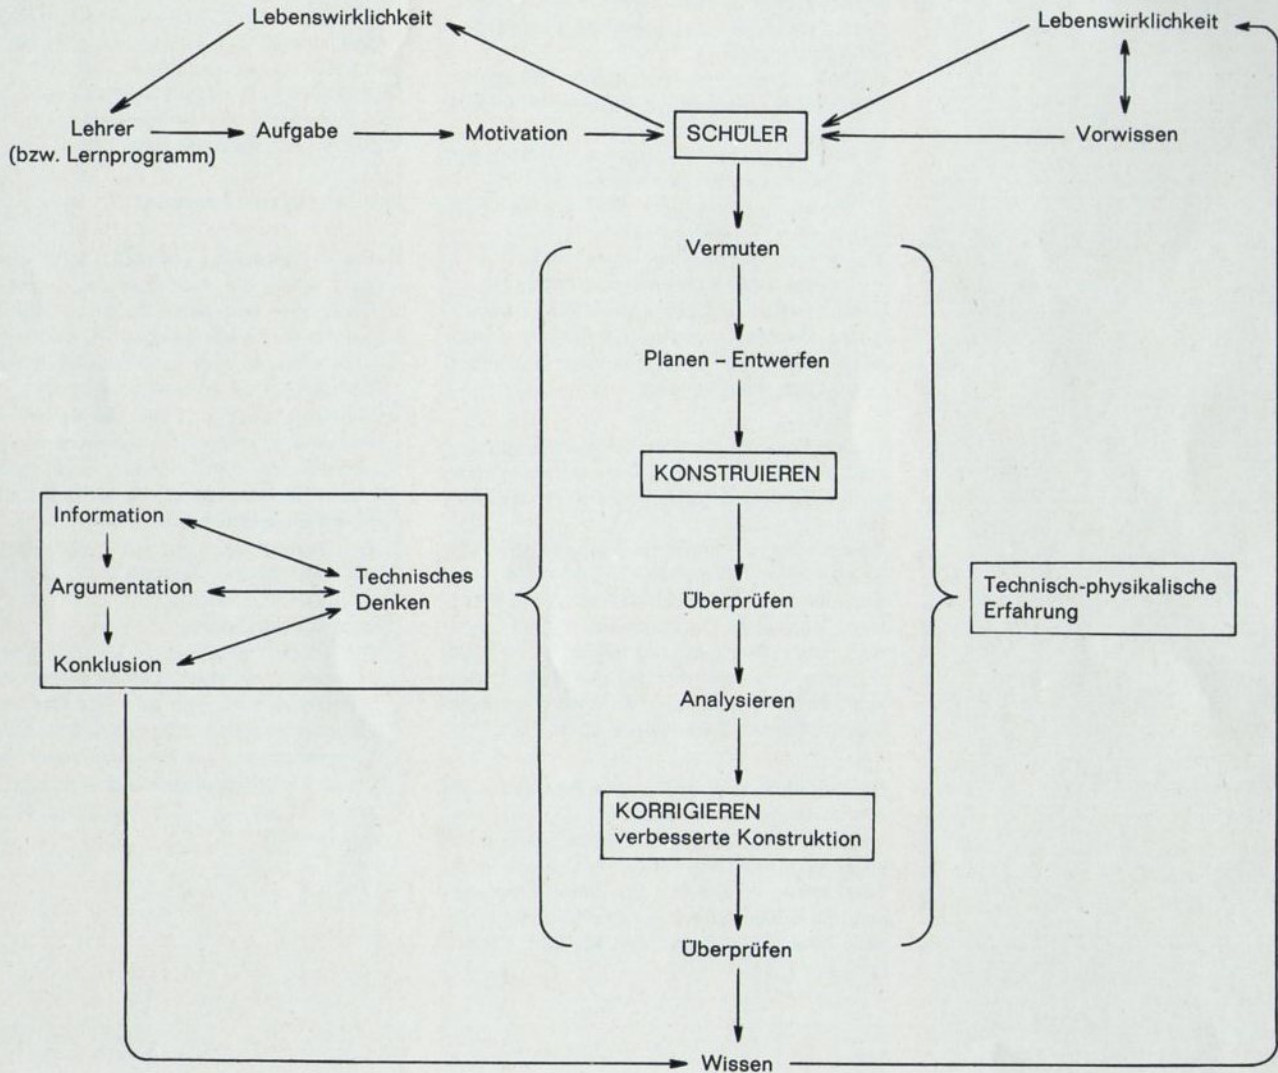 Lebenswirklichkeit
Lebenswirklichkeit
Lehrer
(bzw. Lernprogramm)
Aufgabe
Motivation
SCHÜLER
Vorwissen
Vermuten
Planen – Entwerfen
KONSTRUIEREN
Information
Argumentation
Konklusion
Technisches
Denken
Überprüfen
Technisch-physikalische
Erfahrung
Analysieren
KORRIGIEREN
verbesserte Konstruktion
Überprüfen
Wissen